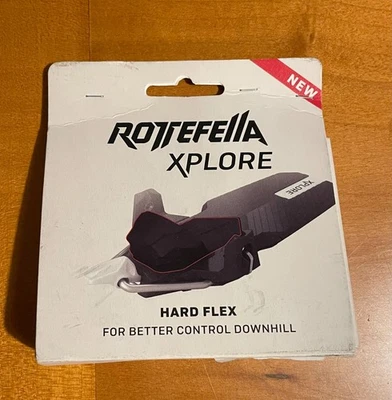 NEW
ROTTEFELLA
XPLORE
XPLORE
HARD FLEX
FOR BETTER CONTROL DOWNHILL